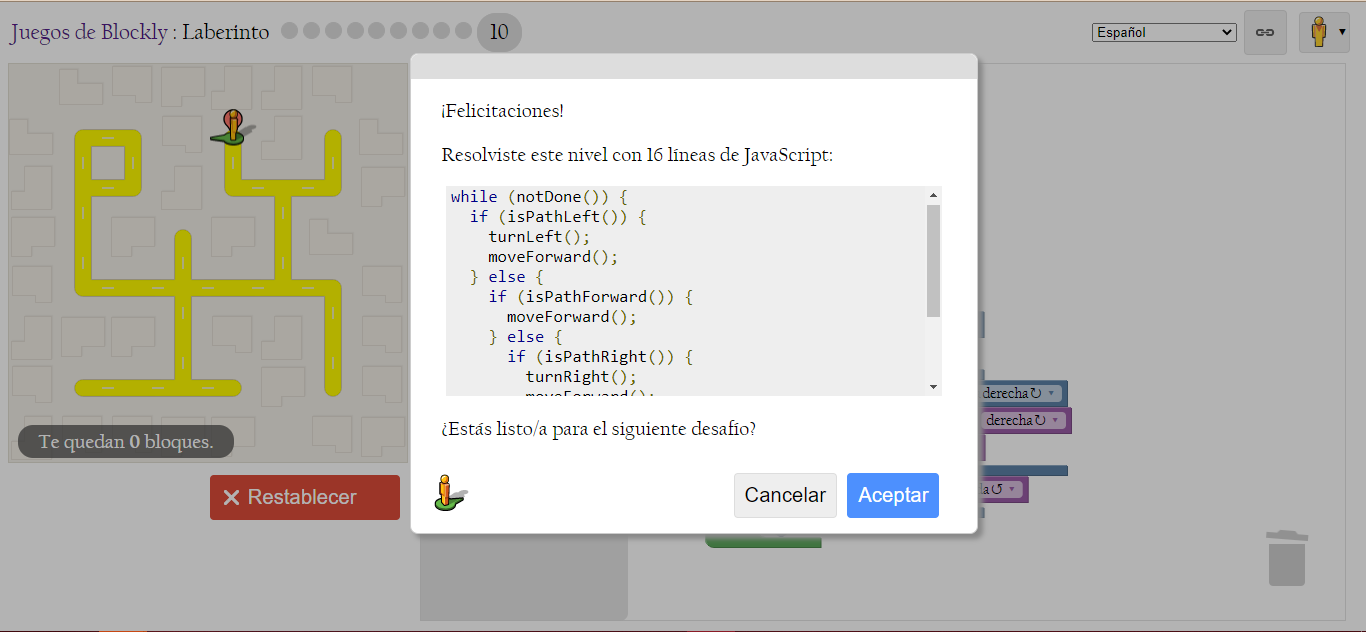 Juegos de Blockly : Laberinto 10
Español
¡Felicitaciones!
Resolviste este nivel con 16 líneas de JavaScript:
while (notDone()) {
if (isPathLeft()) {
turnLeft();
moveForward();
} else {
if (isPathForward()) {
moveForward();
} else {
if (isPathRight()) {
turnRight();
moveForward();
¿Estás listo/a para el siguiente desafío?
Cancelar Aceptar
derecha↻ ▾
derecha↻ ▾
la↺ ▾
Te quedan 0 bloques.
✕ Restablecer